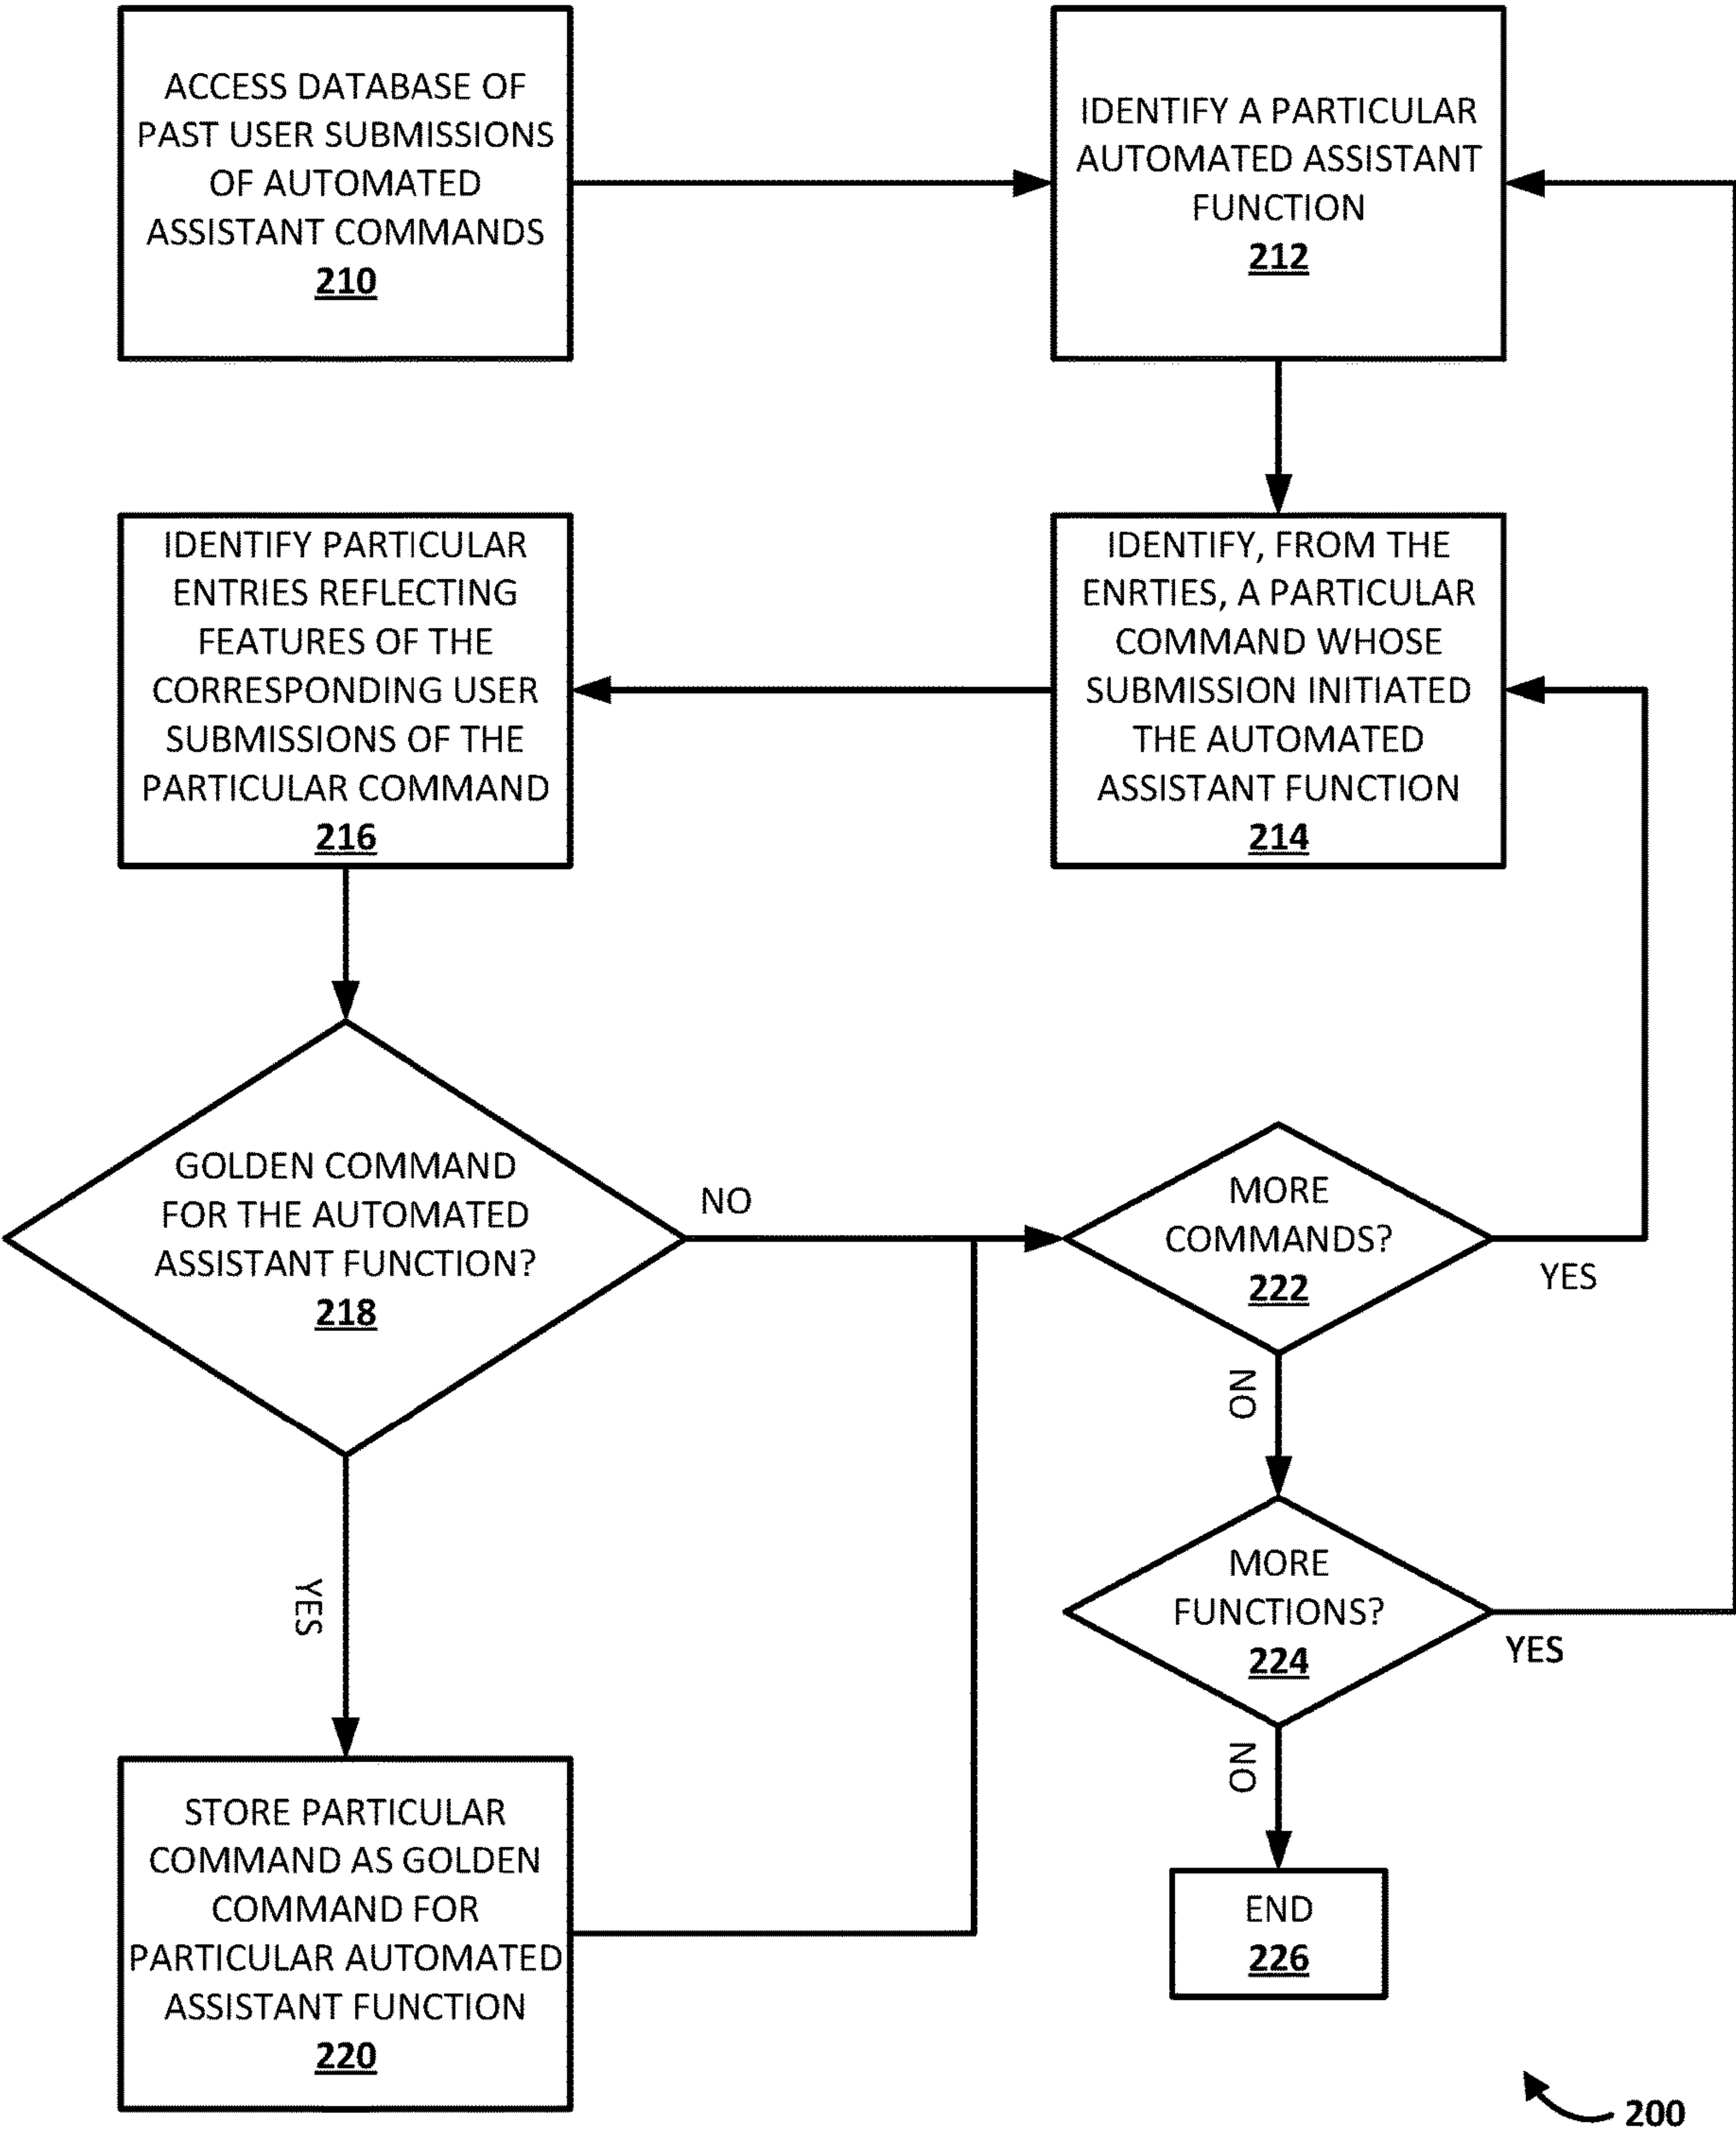 ACCESS DATABASE OF
PAST USER SUBMISSIONS
OF AUTOMATED
ASSISTANT COMMANDS
210
IDENTIFY A PARTICULAR
AUTOMATED ASSISTANT
FUNCTION
212
IDENTIFY, FROM THE
ENRTIES, A PARTICULAR
COMMAND WHOSE
SUBMISSION INITIATED
THE AUTOMATED
ASSISTANT FUNCTION
214
IDENTIFY PARTICULAR
ENTRIES REFLECTING
FEATURES OF THE
CORRESPONDING USER
SUBMISSIONS OF THE
PARTICULAR COMMAND
216
GOLDEN COMMAND
FOR THE AUTOMATED
ASSISTANT FUNCTION?
218
NO
YES
STORE PARTICULAR
COMMAND AS GOLDEN
COMMAND FOR
PARTICULAR AUTOMATED
ASSISTANT FUNCTION
220
MORE
COMMANDS?
222
YES
NO
MORE
FUNCTIONS?
224
YES
NO
END
226
200